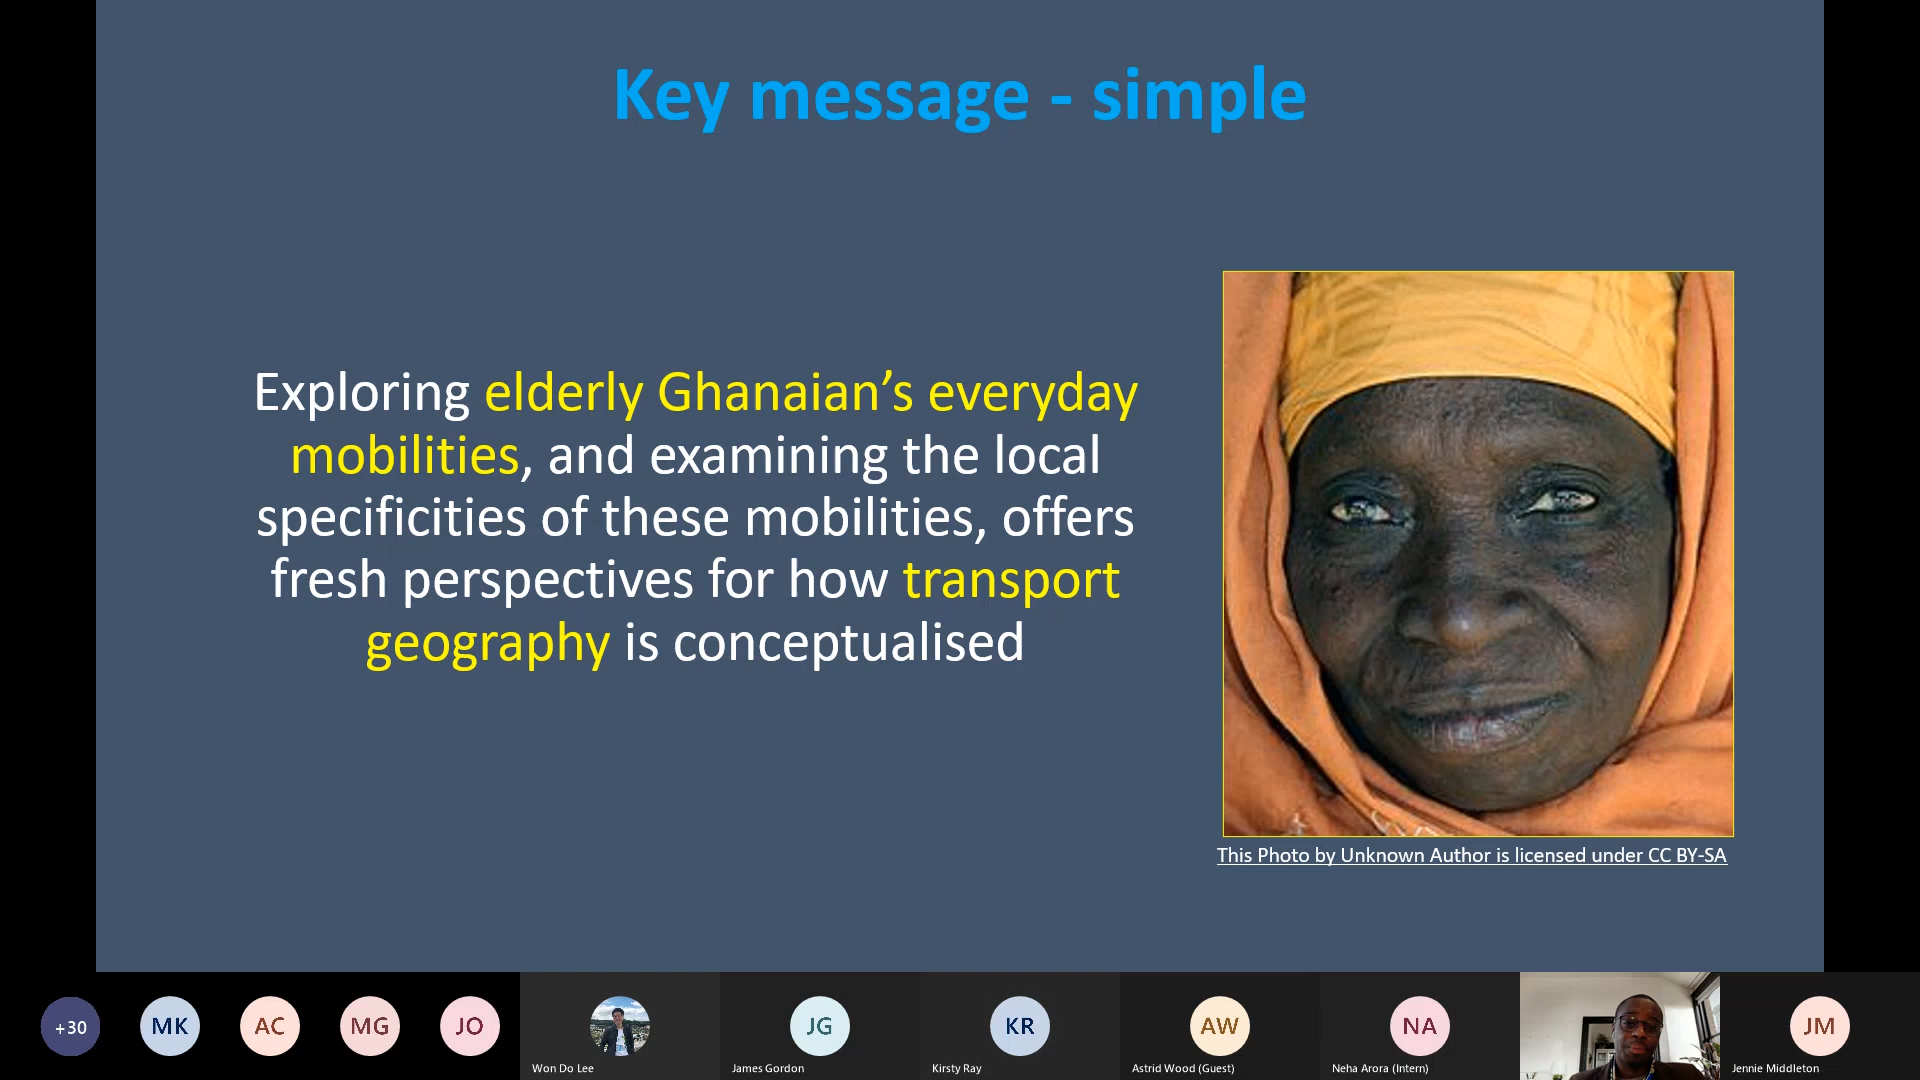 Key message - simple
Exploring elderly Ghanaian’s everyday
mobilities, and examining the local
specificities of these mobilities, offers
fresh perspectives for how transport
geography is conceptualised
This Photo by Unknown Author is licensed under CC BY-SA
+30
MK
AC
MG
JO
Won Do Lee
JG
James Gordon
KR
Kirsty Ray
AW
Astrid Wood (Guest)
NA
Neha Arora (Intern)
JM
Jennie Middleton